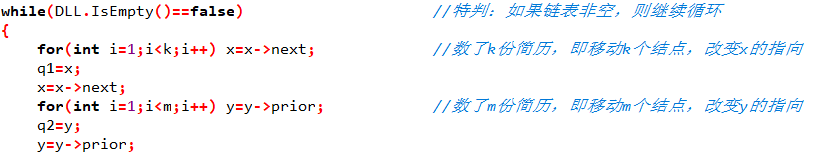 while(DLL.IsEmpty()==false) //特判：如果链表非空，则继续循环
{
    for(int i=1;i<k;i++) x=x->next; //数了k份简历，即移动k个结点，改变x的指向
    q1=x;
    x=x->next;
    for(int i=1;i<m;i++) y=y->prior; //数了m份简历，即移动m个结点，改变y的指向
    q2=y;
    y=y->prior;